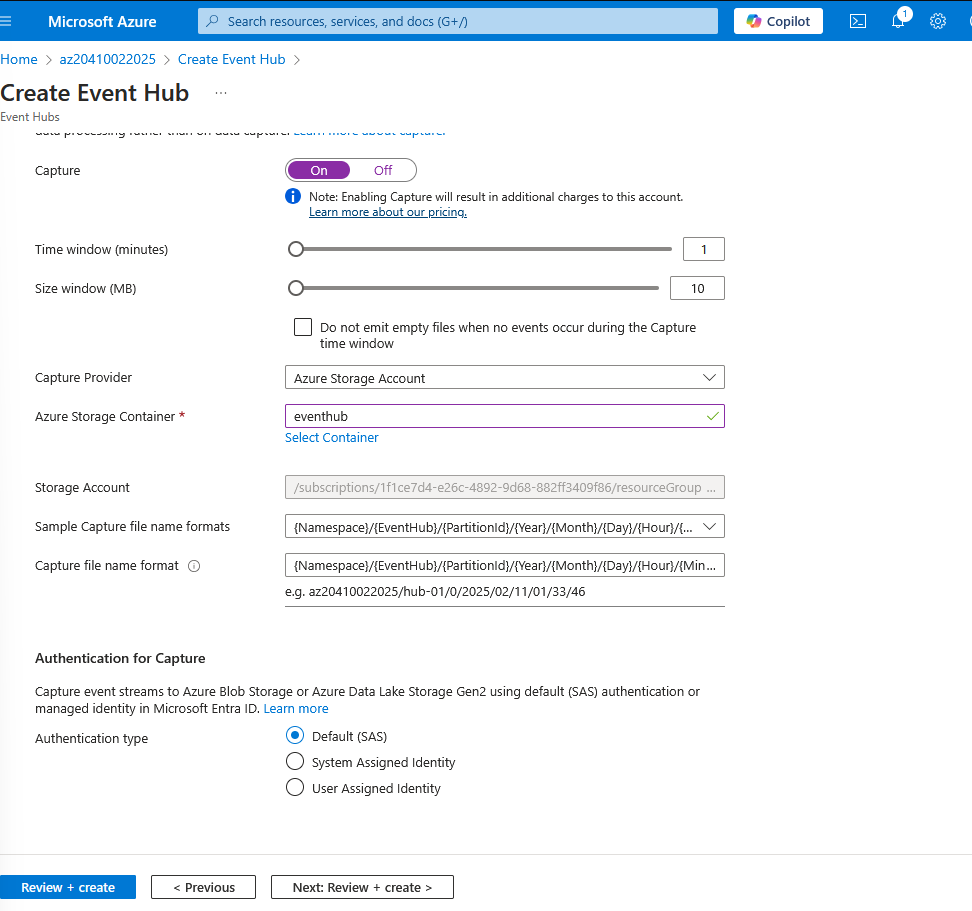 Microsoft Azure
Search resources, services, and docs (G+/)
Copilot
1
Home > az20410022025 > Create Event Hub >
Create Event Hub ...
Event Hubs
data processing rather than on data capture. Learn more about capture.
Capture
On
Off
Note: Enabling Capture will result in additional charges to this account.
Learn more about our pricing.
Time window (minutes)
1
Size window (MB)
10
Do not emit empty files when no events occur during the Capture
time window
Capture Provider
Azure Storage Account
Azure Storage Container *
eventhub
Select Container
Storage Account
/subscriptions/1f1ce7d4-e26c-4892-9d68-882ff3409f86/resourceGroup ...
Sample Capture file name formats
{Namespace}/{EventHub}/{PartitionId}/{Year}/{Month}/{Day}/{Hour}/{...
Capture file name format
{Namespace}/{EventHub}/{PartitionId}/{Year}/{Month}/{Day}/{Hour}/{Min...
e.g. az20410022025/hub-01/0/2025/02/11/01/33/46
Authentication for Capture
Capture event streams to Azure Blob Storage or Azure Data Lake Storage Gen2 using default (SAS) authentication or
managed identity in Microsoft Entra ID. Learn more
Authentication type
Default (SAS)
System Assigned Identity
User Assigned Identity
Review + create
< Previous
Next: Review + create >